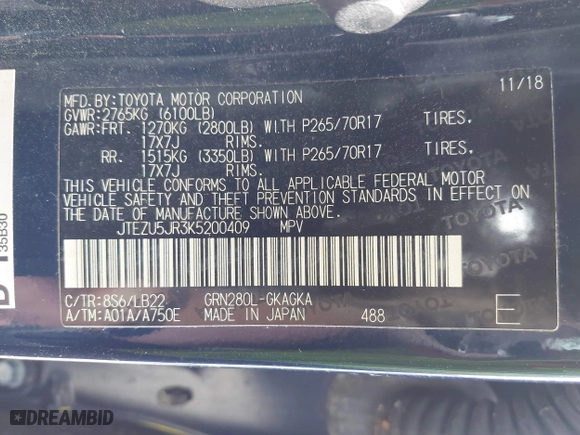 11/18
MFD.BY:TOYOTA MOTOR CORPORATION
GVWR:2765KG (6100LB)
GAWR:FRT. 1270KG (2800LB) WITH P265/70R17 TIRES.
17X7J RIMS.
RR. 1515KG (3350LB) WITH P265/70R17 TIRES.
17X7J RIMS.
THIS VEHICLE CONFORMS TO ALL APPLICABLE FEDERAL MOTOR
VEHICLE SAFETY AND THEFT PREVENTION STANDARDS IN EFFECT ON
THE DATE OF MANUFACTURE SHOWN ABOVE.
JTEZU5JR3K5200409 MPV
C/TR:8S6/LB22 GRN280L-GKAGKA
A/TM:A01A/A750E MADE IN JAPAN 488 E
35B30
TOYOTA
DREAMBID